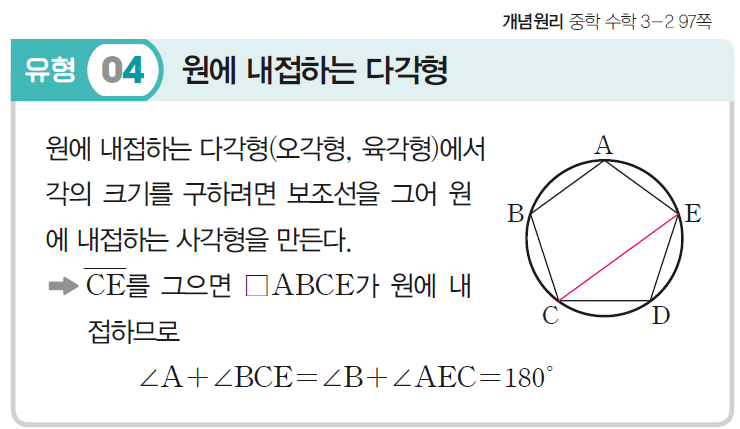 개념원리 중학 수학 3-2 97쪽
유형 04 원에 내접하는 다각형
원에 내접하는 다각형(오각형, 육각형)에서
각의 크기를 구하려면 보조선을 그어 원
에 내접하는 사각형을 만든다.
➡ C̅E̅를 그으면 □ABCE가 원에 내
접하므로
∠A+∠BCE=∠B+∠AEC=180°
A
B
E
C
D